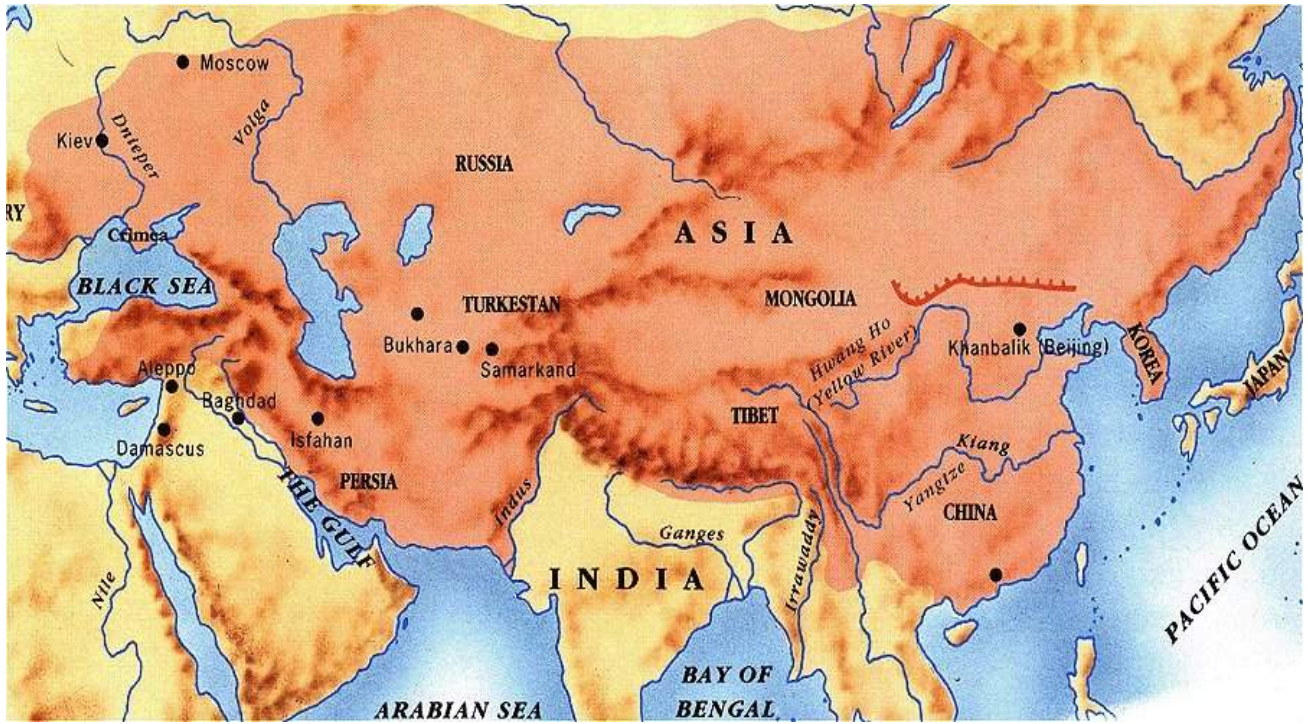 Moscow
Volga
Kiev
Dnieper
RUSSIA
RY
Crimea
ASIA
BLACK SEA
TURKESTAN
MONGOLIA
Bukhara
Samarkand
Hwang Ho
(Yellow River)
Khanbalik (Beijing)
KOREA
JAPAN
Aleppo
Baghdad
Isfahan
Damascus
TIBET
PERSIA
THE GULF
Indus
Kiang
Yangtze
CHINA
Ganges
Irrawaddy
INDIA
Nile
PACIFIC OCEAN
BAY OF
BENGAL
ARABIAN SEA